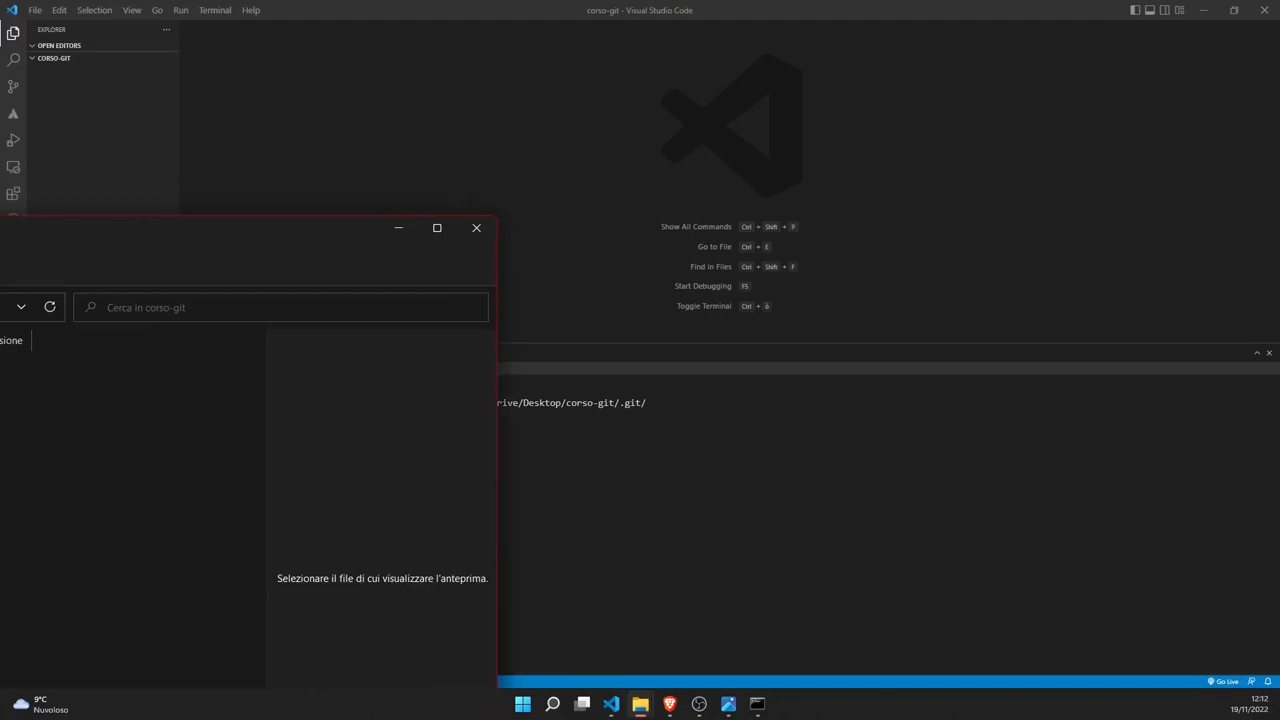 File Edit Selection View Go Run Terminal Help
corso-git - Visual Studio Code
EXPLORER
OPEN EDITORS
CORSO-GIT
Show All Commands Ctrl + Shift + P
Go to File Ctrl + E
Find in Files Ctrl + Shift + F
Start Debugging F5
Toggle Terminal Ctrl + ò
Cerca in corso-git
sione
rive/Desktop/corso-git/.git/
Selezionare il file di cui visualizzare l'anteprima.
Go Live
9°C
Nuvoloso
12:12
19/11/2022